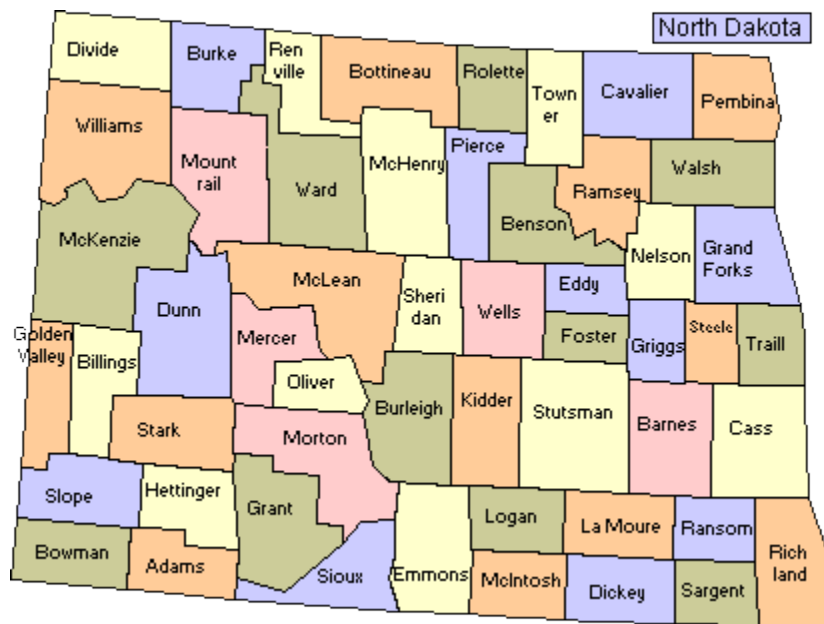 North Dakota
Divide
Burke
Ren
ville
Bottineau
Rolette
Town
er
Cavalier
Pembina
Williams
Mount
rail
Ward
McHenry
Pierce
Benson
Ramsey
Walsh
McKenzie
Nelson
Grand
Forks
Dunn
McLean
Sheri
dan
Wells
Eddy
Foster
Griggs
Steele
Traill
Golden
Valley
Billings
Mercer
Oliver
Burleigh
Kidder
Stutsman
Barnes
Cass
Stark
Morton
Slope
Hettinger
Grant
Logan
La Moure
Ransom
Rich
land
Bowman
Adams
Sioux
Emmons
McIntosh
Dickey
Sargent